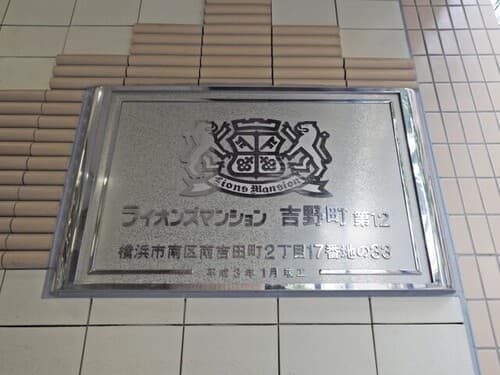 Lions Mansion
ライオンズマンション 吉野町 第12
横浜市南区南吉田町2丁目17番地の88
平成3年1月竣工